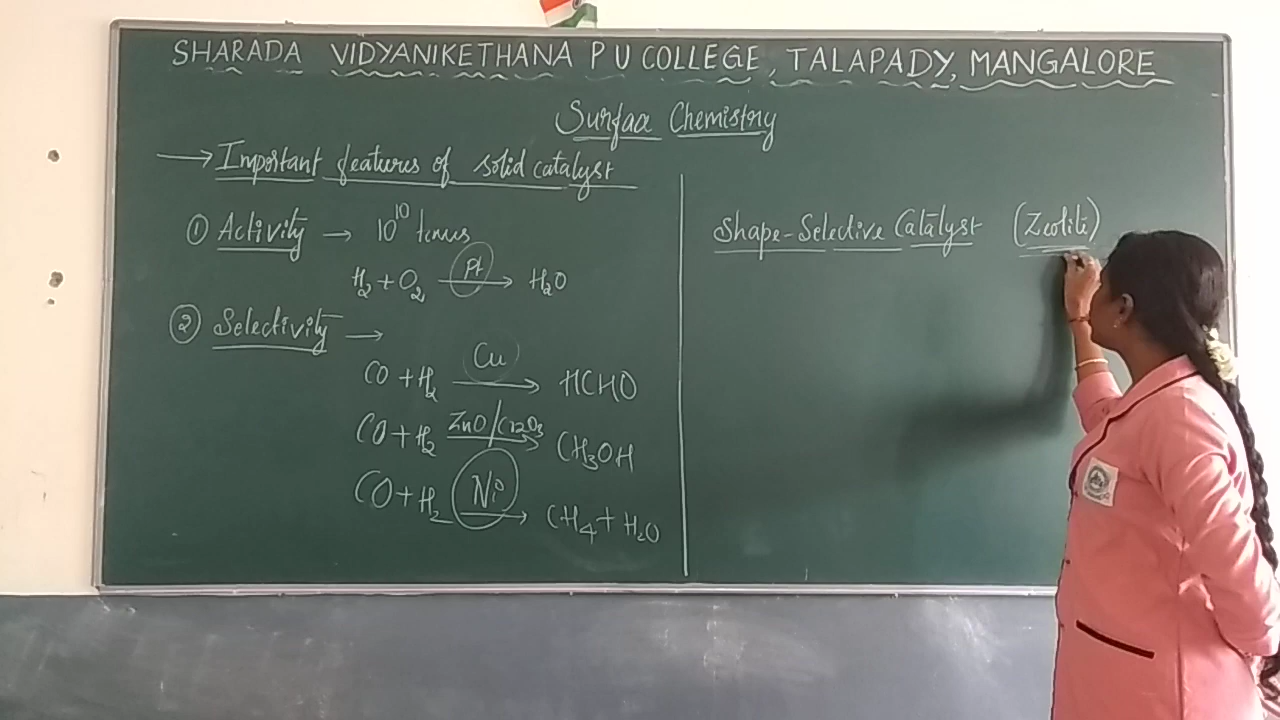 SHARADA VIDYANIKETHANA P U COLLEGE, TALAPADY, MANGALORE
Surface Chemistry
→ Important features of solid catalyst
① Activity → 10¹⁰ times
H₂ + O₂ Pt → H₂O
② Selectivity →
CO + H₂ Cu → HCHO
CO + H₂ ZnO/Cr2O₃ → CH₃OH
CO + H₂ Ni → CH₄ + H₂O
Shape-Selective Catalyst (Zeolite)